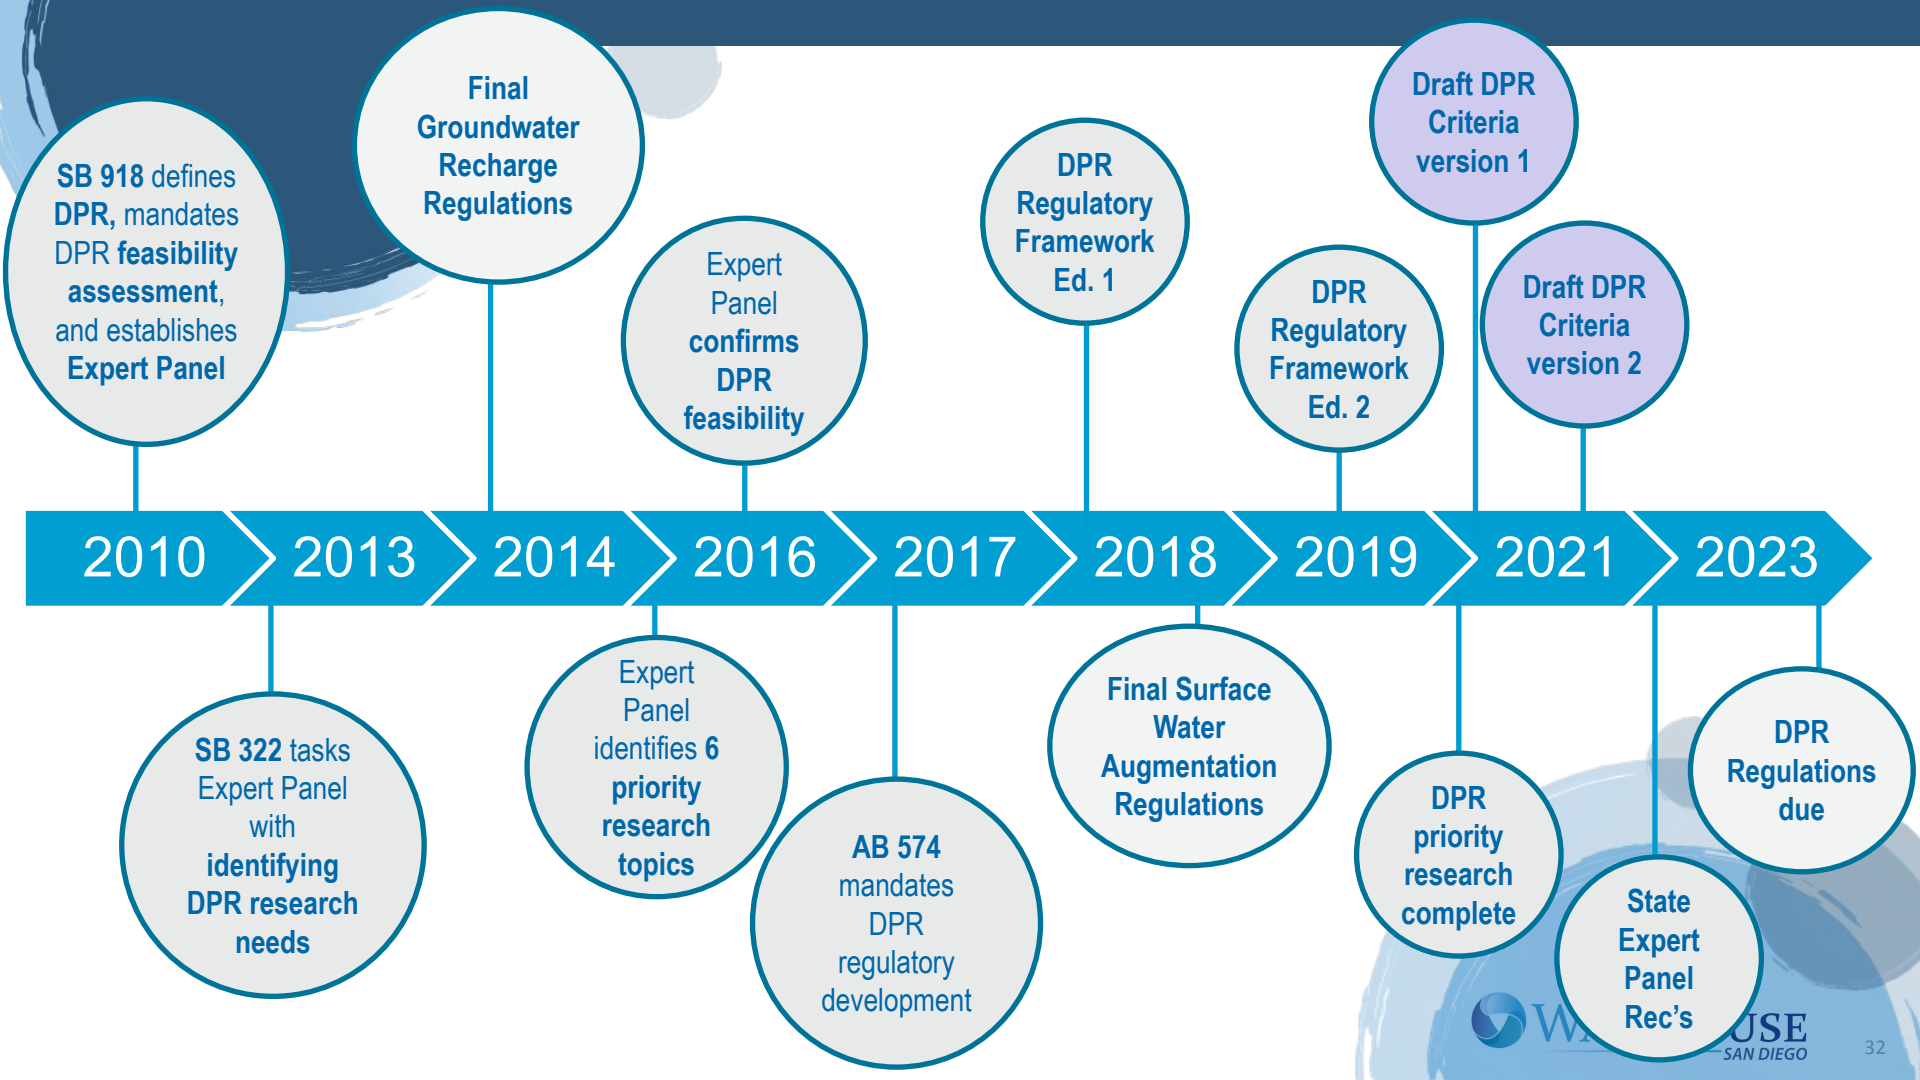 SB 918 defines
DPR, mandates
DPR feasibility
assessment,
and establishes
Expert Panel
Final
Groundwater
Recharge
Regulations
Expert
Panel
confirms
DPR
feasibility
DPR
Regulatory
Framework
Ed. 1
DPR
Regulatory
Framework
Ed. 2
Draft DPR
Criteria
version 1
Draft DPR
Criteria
version 2
2010
2013
2014
2016
2017
2018
2019
2021
2023
SB 322 tasks
Expert Panel
with
identifying
DPR research
needs
Expert
Panel
identifies 6
priority
research
topics
AB 574
mandates
DPR
regulatory
development
Final Surface
Water
Augmentation
Regulations
DPR
priority
research
complete
State
Expert
Panel
Rec’s
DPR
Regulations
due
SAN DIEGO
32